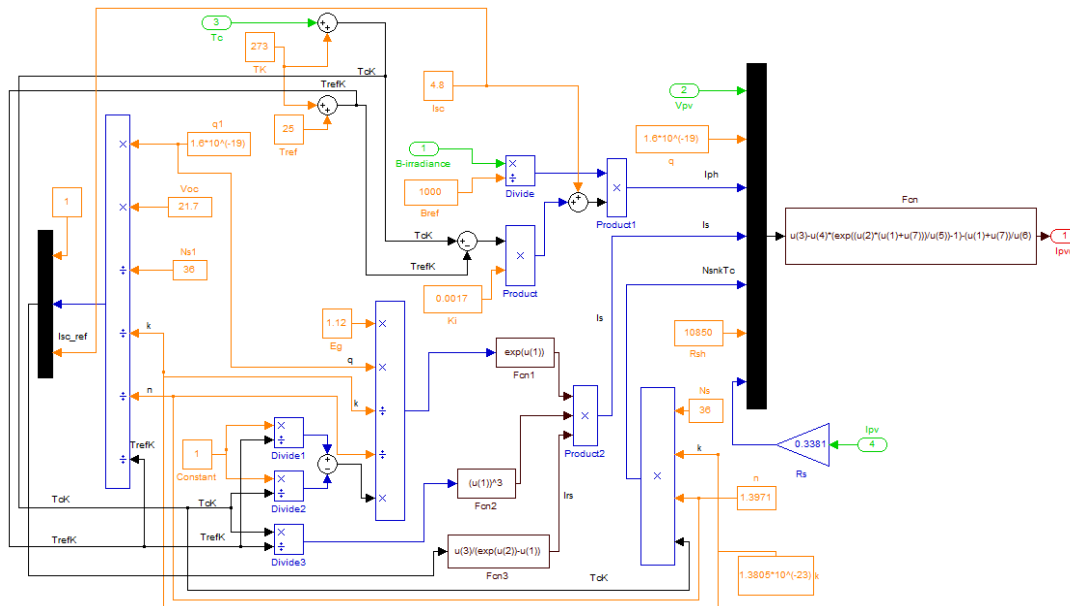 3
Tc
273
TK
TcK
TrefK
25
Tref
4.8
Isc
2
Vpv
q1
1.6*10^(-19)
1.6*10^(-19)
q
1
B-irradiance
Divide
1000
Bref
Product1
Iph
Fcn
u(3)-u(4)*(exp((u(2)*(u(1)+u(7)))/u(5))-1)-(u(1)+u(7))/u(6)
1
Voc
21.7
1
Is
TcK
TrefK
Product
Ns1
36
NsnkTc
0.0017
Ki
Isc_ref
k
1.12
Eg
Is
10850
Rsh
exp(u(1))
Fcn1
q
k
n
Ns
36
Product2
Ipv
4
0.3381
Rs
1
Constant
Divide1
TrefK
k
(u(1))^3
Fcn2
n
1.3971
Divide2
TcK
TcK
Irs
TrefK
TrefK
Divide3
u(3)/(exp(u(2))-u(1))
Fcn3
TcK
1.3805*10^(-23)
k